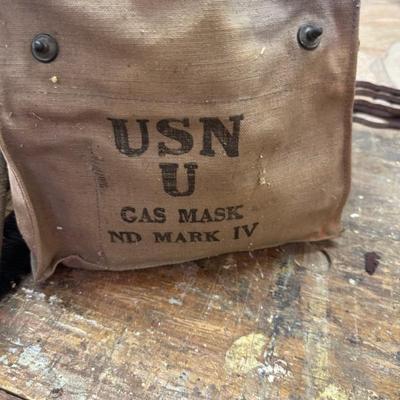 USN
U
GAS MASK
ND MARK IV